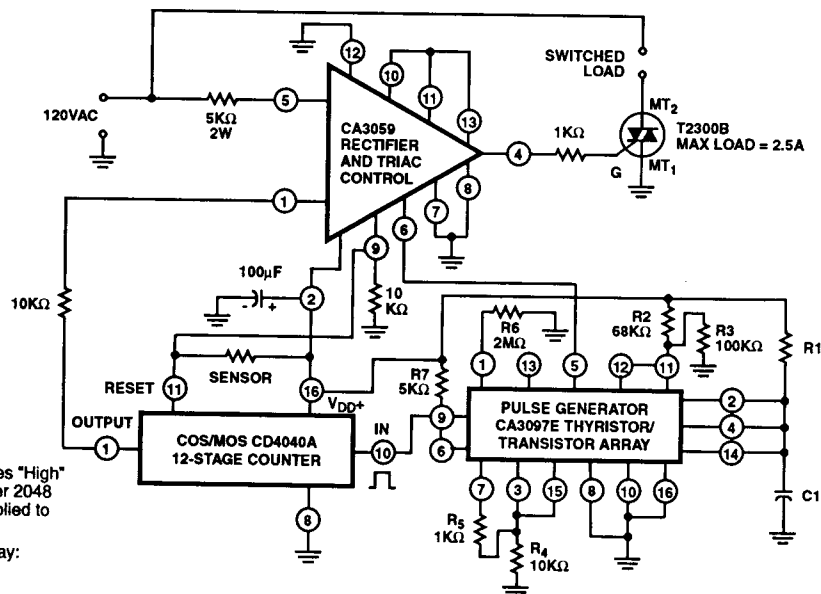 120VAC
5KΩ
2W
5
12
10
11
13
CA3059
RECTIFIER
AND TRIAC
CONTROL
4
1KΩ
SWITCHED
LOAD
MT2
T2300B
MAX LOAD = 2.5A
G
MT1
1
2
9
6
7
8
10KΩ
100µF
- +
10
KΩ
SENSOR
RESET
11
16
VDD+
OUTPUT
1
COS/MOS CD4040A
12-STAGE COUNTER
IN
10
8
R7
5KΩ
R6
2MΩ
R2
68KΩ
R3
100KΩ
R1
1
13
5
12
11
9
6
PULSE GENERATOR
CA3097E THYRISTOR/
TRANSISTOR ARRAY
2
4
14
7
3
15
8
10
16
R5
1KΩ
R4
10KΩ
C1
es "High"
er 2048
plied to
ay: